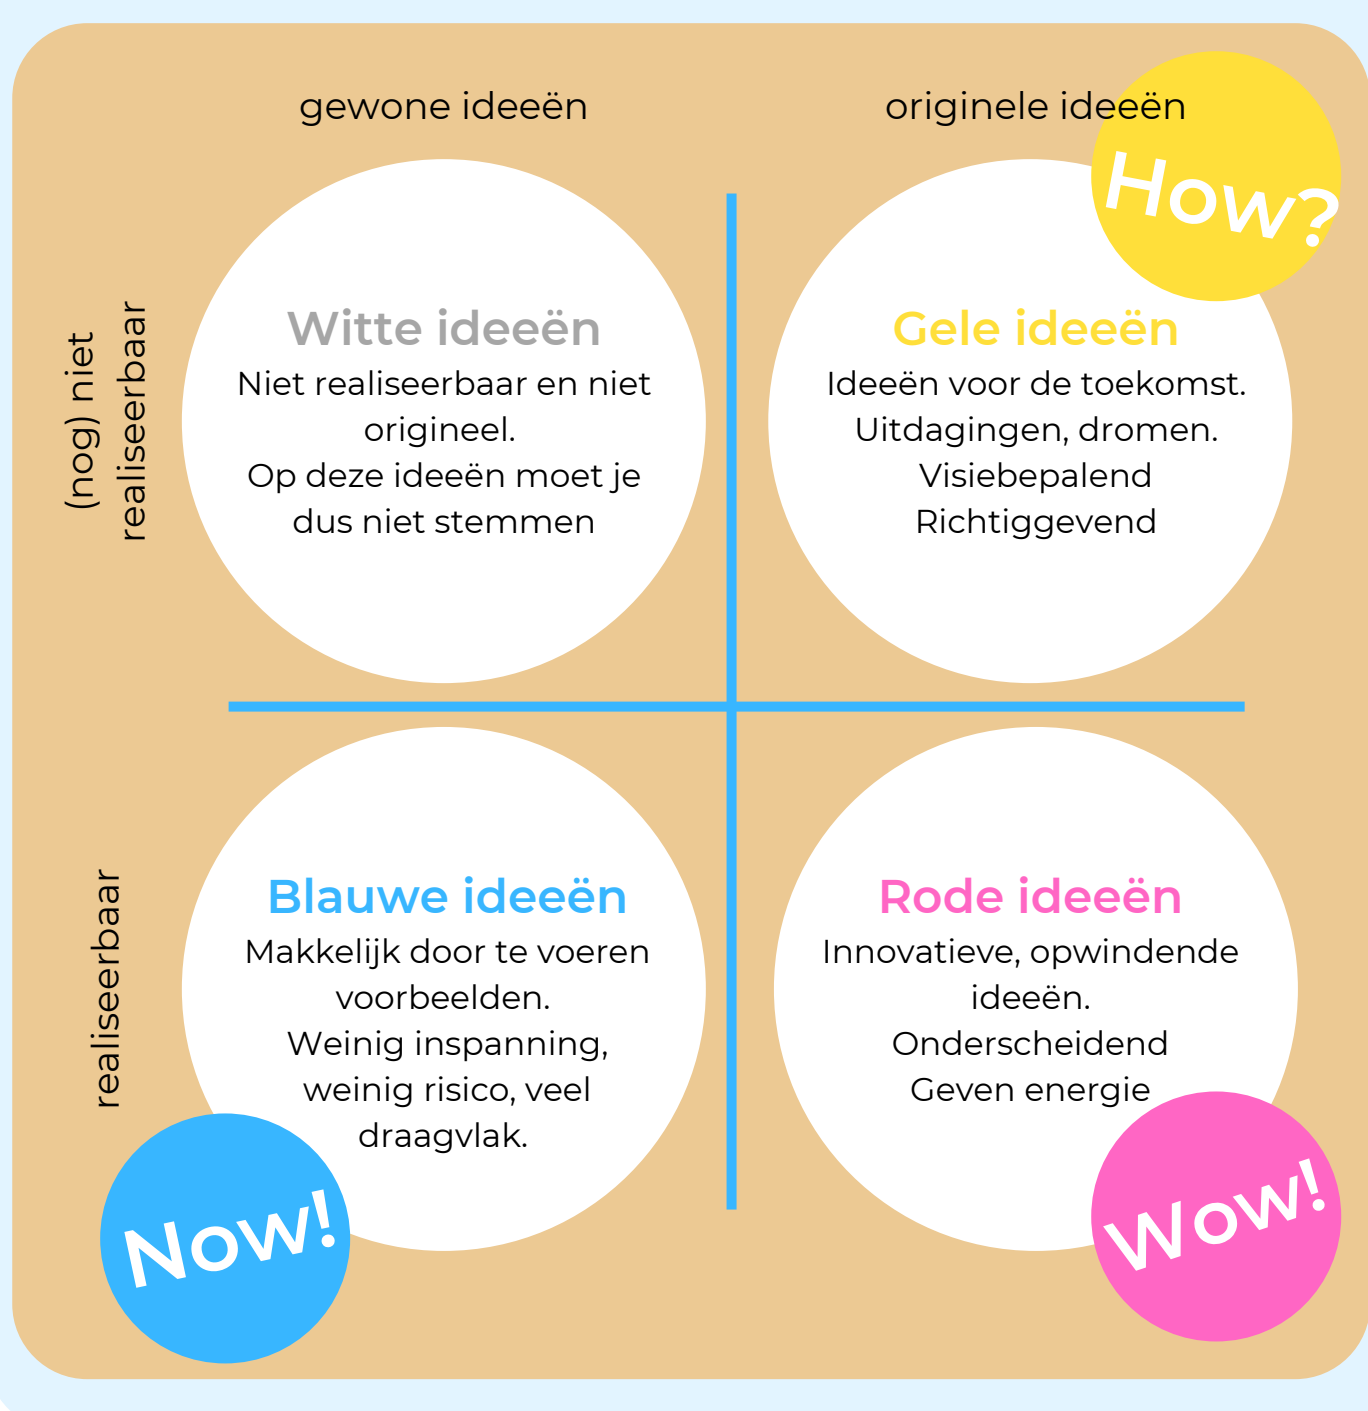 gewone ideeën
originele ideeën
How?
(nog) niet
realiseerbaar
Witte ideeën
Niet realiseerbaar en niet
origineel.
Op deze ideeën moet je
dus niet stemmen
Gele ideeën
Ideeën voor de toekomst.
Uitdagingen, dromen.
Visiebepalend
Richtiggevend
realiseerbaar
Blauwe ideeën
Makkelijk door te voeren
voorbeelden.
Weinig inspanning,
weinig risico, veel
draagvlak.
Now!
Rode ideeën
Innovatieve, opwindende
ideeën.
Onderscheidend
Geven energie
Wow!